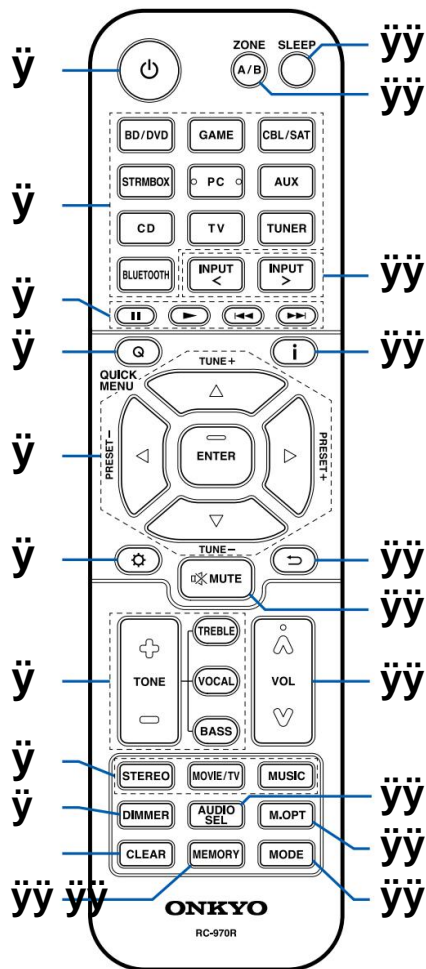 ZONE SLEEP
ÿ
A/B
ÿÿ
ÿÿ
BD/DVD GAME CBL/SAT
STRMBOX PC AUX
ÿ
CD TV TUNER
BLUETOOTH INPUT < INPUT >
ÿÿ
ÿ
ÿ
Q
i
ÿÿ
QUICK
MENU
TUNE+
ÿ
PRESET−
ENTER
PRESET+
ÿ
TUNE−
ÿÿ
MUTE
ÿÿ
TREBLE
ÿ
TONE
VOCAL
VOL
ÿÿ
BASS
ÿ
STEREO MOVIE/TV MUSIC
ÿ
DIMMER AUDIO SEL M.OPT
ÿÿ
ÿÿ
CLEAR MEMORY MODE
ÿÿ ÿÿ
ÿÿ
ONKYO
RC-970R